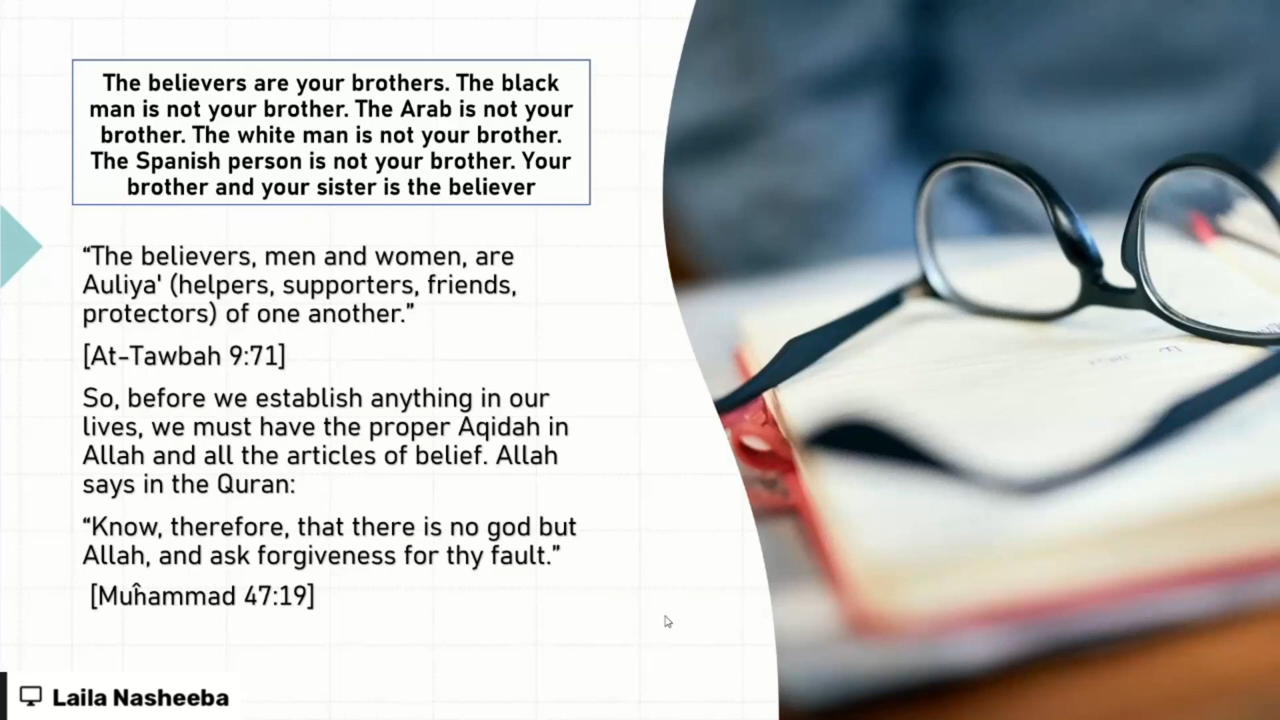 The believers are your brothers. The black
man is not your brother. The Arab is not your
brother. The white man is not your brother.
The Spanish person is not your brother. Your
brother and your sister is the believer
“The believers, men and women, are
Auliya' (helpers, supporters, friends,
protectors) of one another.”
[At-Tawbah 9:71]
So, before we establish anything in our
lives, we must have the proper Aqidah in
Allah and all the articles of belief. Allah
says in the Quran:
“Know, therefore, that there is no god but
Allah, and ask forgiveness for thy fault.”
[Muĥammad 47:19]
Laila Nasheeba